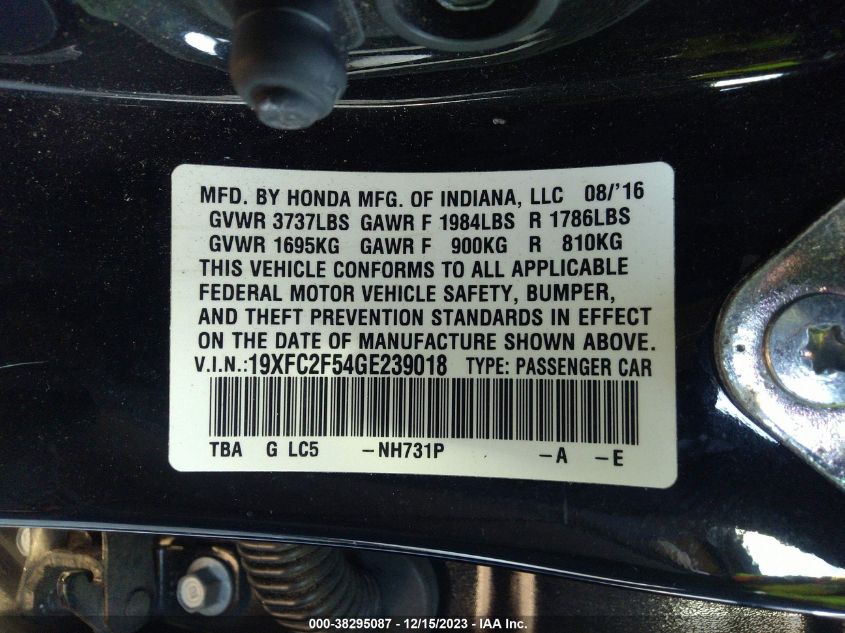 MFD. BY HONDA MFG. OF INDIANA, LLC 08/'16
GVWR 3737LBS GAWR F 1984LBS R 1786LBS
GVWR 1695KG GAWR F 900KG R 810KG
THIS VEHICLE CONFORMS TO ALL APPLICABLE
FEDERAL MOTOR VEHICLE SAFETY, BUMPER,
AND THEFT PREVENTION STANDARDS IN EFFECT
ON THE DATE OF MANUFACTURE SHOWN ABOVE.
V.I.N.:19XFC2F54GE239018 TYPE: PASSENGER CAR
TBA G LC5 -NH731P -A -E
000-38295087 - 12/15/2023 - IAA Inc.